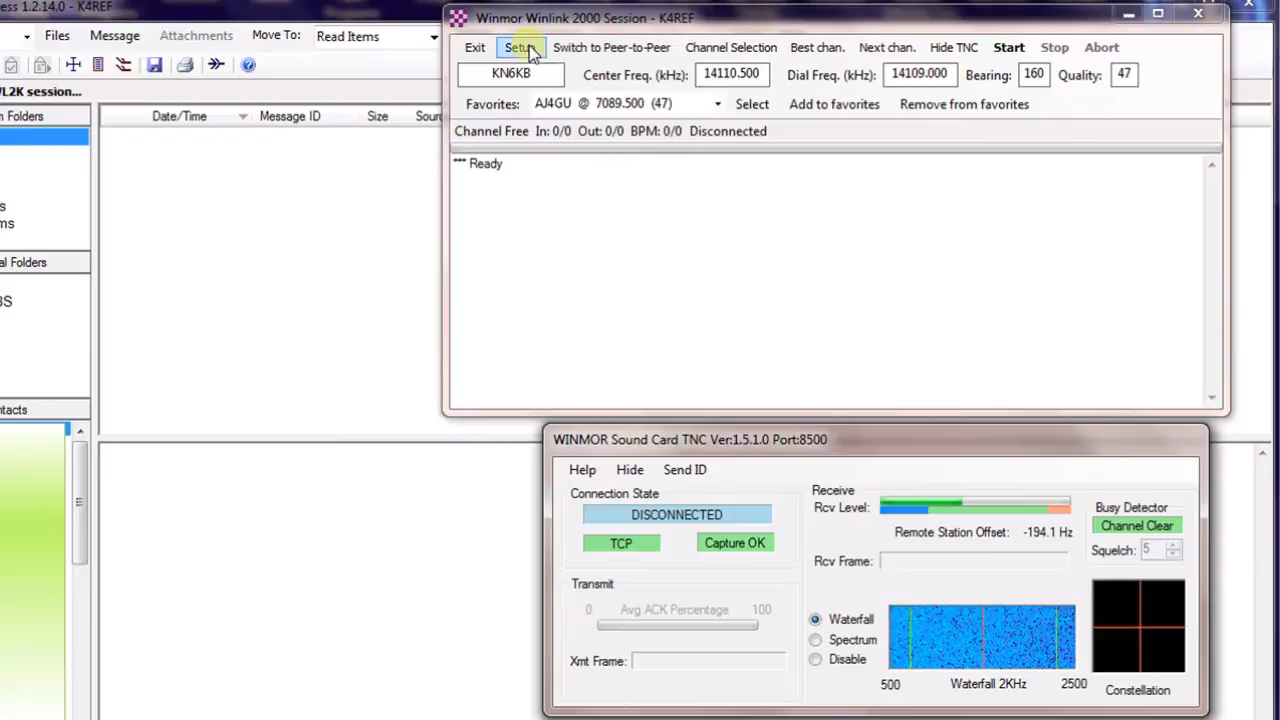 ess 1.2.14.0 - K4REF
Files Message Attachments Move To: Read Items
/L2K session...
n Folders
s
ms
al Folders
3S
ntacts
Date/Time Message ID Size Sour
Winmor Winlink 2000 Session - K4REF
Exit Setup Switch to Peer-to-Peer Channel Selection Best chan. Next chan. Hide TNC Start Stop Abort
KN6KB Center Freq. (kHz): 14110.500 Dial Freq. (kHz): 14109.000 Bearing: 160 Quality: 47
Favorites: AJ4GU @ 7089.500 (47) Select Add to favorites Remove from favorites
Channel Free In: 0/0 Out: 0/0 BPM: 0/0 Disconnected
*** Ready
WINMOR Sound Card TNC Ver:1.5.1.0 Port:8500
Help Hide Send ID
Connection State
DISCONNECTED
TCP Capture OK
Transmit
0 Avg ACK Percentage 100
Xmt Frame:
Receive
Rcv Level:
Remote Station Offset: -194.1 Hz
Rcv Frame:
Waterfall
Spectrum
Disable
500 Waterfall 2KHz 2500
Busy Detector
Channel Clear
Squelch: 5
Constellation